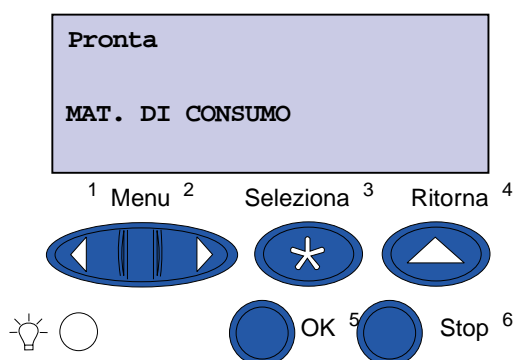 Pronta
MAT. DI CONSUMO
1 Menu 2 Seleziona 3 Ritorna 4
OK 5 Stop 6